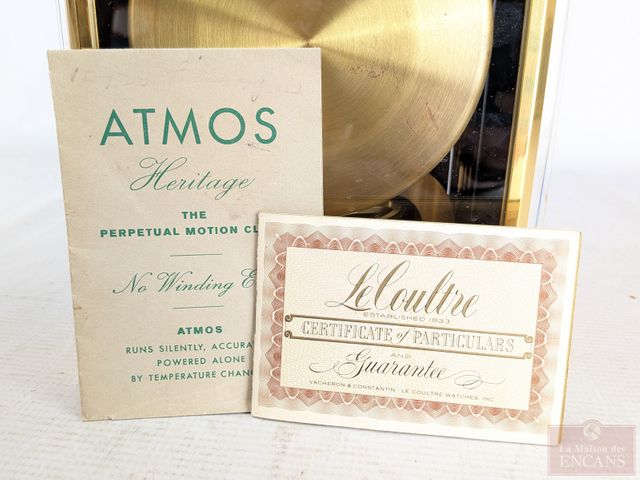 ATMOS
Heritage
THE
PERPETUAL MOTION CL
No Winding E
ATMOS
RUNS SILENTLY, ACCURA
POWERED ALONE
BY TEMPERATURE CHANG
LeCoultre
ESTABLISHED 1833
CERTIFICATE of PARTICULARS
AND
Guarantee
VACHERON & CONSTANTIN LE COULTRE WATCHES, INC
La Maison des
ENCANS